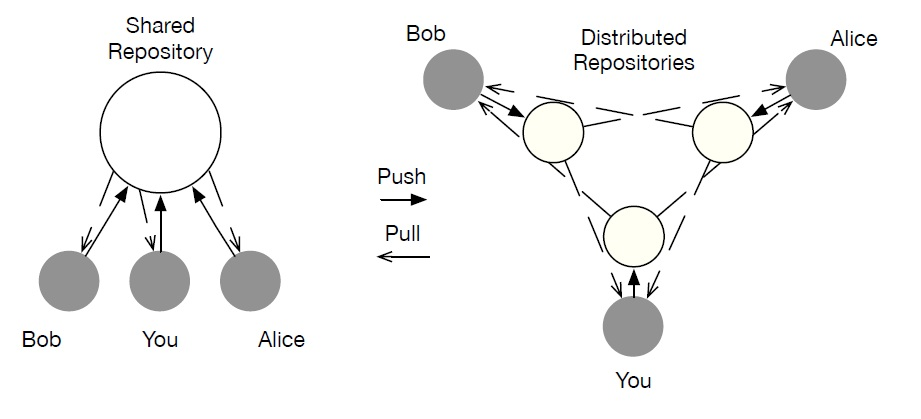 Shared
Repository
Bob
You
Alice
Push
Pull
Bob
Distributed
Repositories
Alice
You